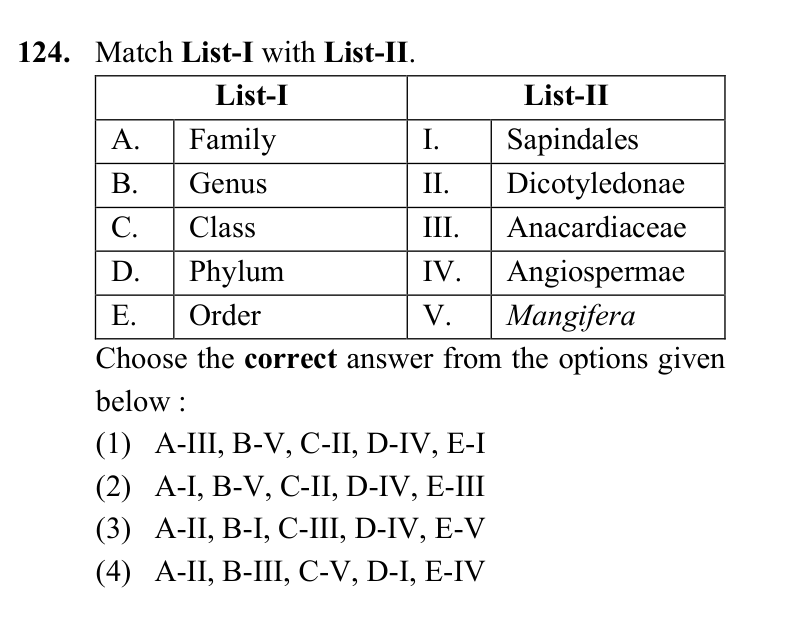 124. Match List-I with List-II.
List-I List-II
A. Family I. Sapindales
B. Genus II. Dicotyledonae
C. Class III. Anacardiaceae
D. Phylum IV. Angiospermae
E. Order V. Mangifera
Choose the correct answer from the options given
below :
(1) A-III, B-V, C-II, D-IV, E-I
(2) A-I, B-V, C-II, D-IV, E-III
(3) A-II, B-I, C-III, D-IV, E-V
(4) A-II, B-III, C-V, D-I, E-IV